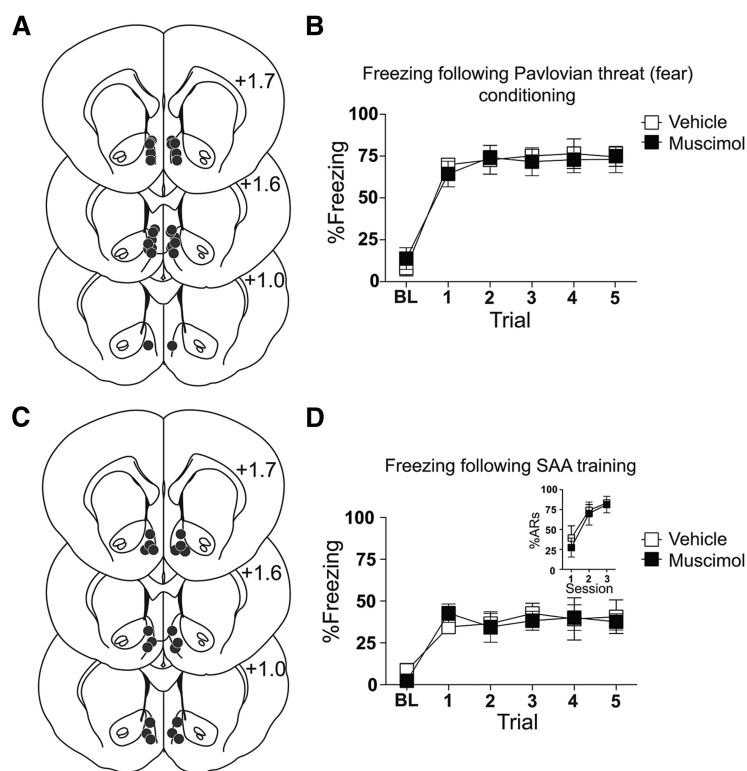 A
+1.7
+1.6
+1.0
B
Freezing following Pavlovian threat (fear)
conditioning
%Freezing
100
75
50
25
0
BL 1 2 3 4 5
Trial
Vehicle
Muscimol
C
+1.7
+1.6
+1.0
D
Freezing following SAA training
%Freezing
100
75
50
25
0
BL 1 2 3 4 5
Trial
%ARs
100
75
50
25
0
1 2 3
Session
Vehicle
Muscimol